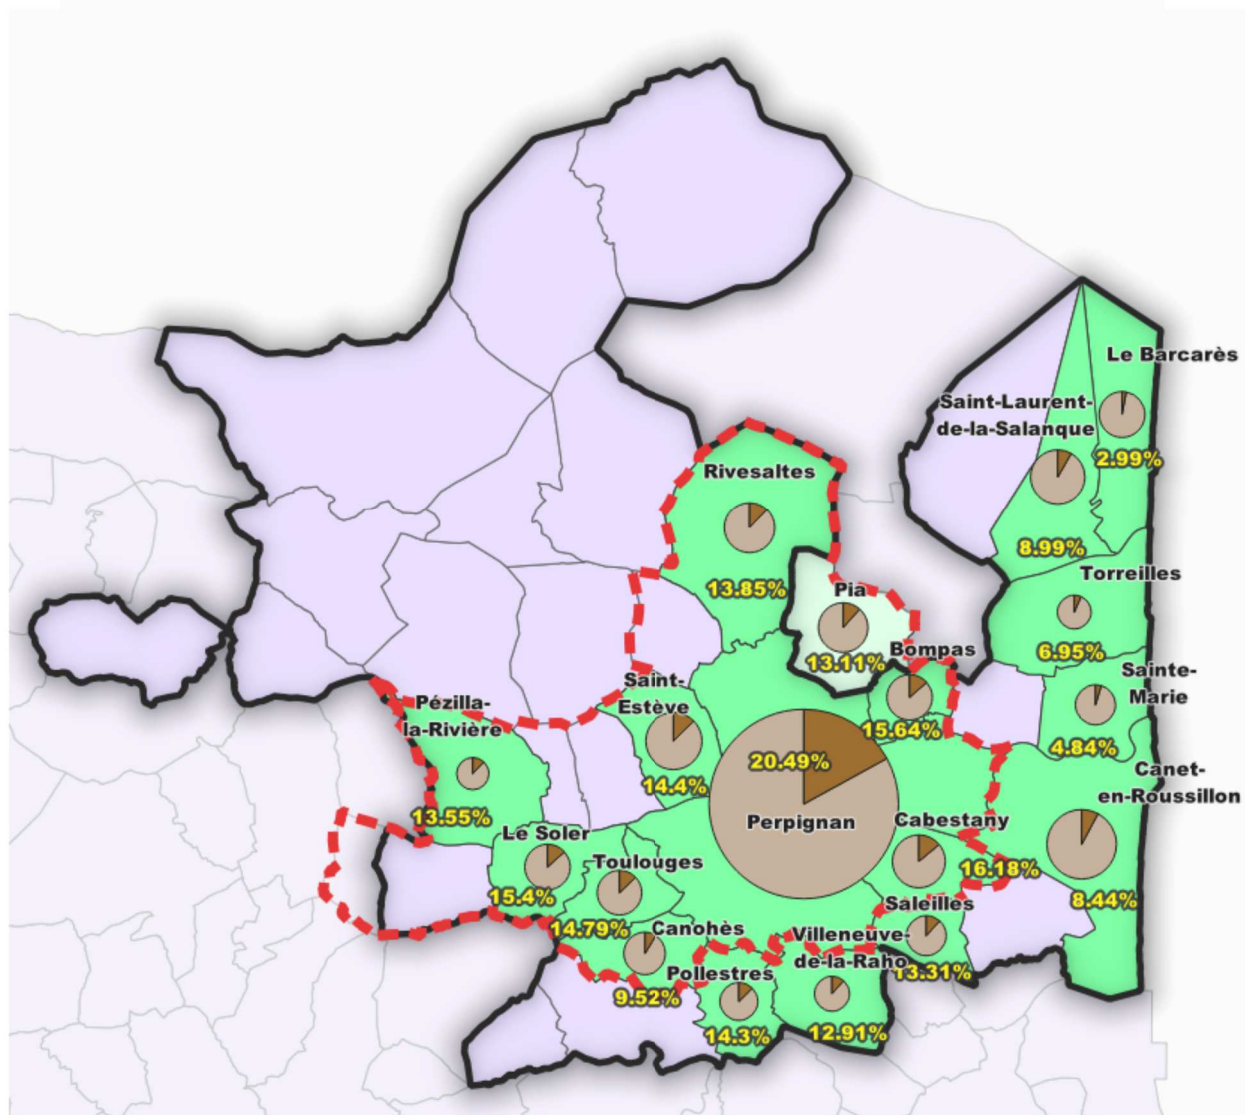 Le Barcarès
2.99%
Saint-Laurent-
de-la-Salanque
8.99%
Rivesaltes
13.85%
Torreilles
6.95%
Pia
13.11%
Bompas
15.64%
Sainte-
Marie
4.84%
Saint-
Estève
14.4%
Pézilla-
la-Rivière
13.55%
20.49%
Perpignan
Canet-
en-Roussillon
8.44%
Cabestany
16.18%
Le Soler
15.4%
Toulouges
14.79%
Saleilles
13.31%
Canohès
9.52%
Villeneuve-
de-la-Raho
12.91%
Pollestres
14.3%